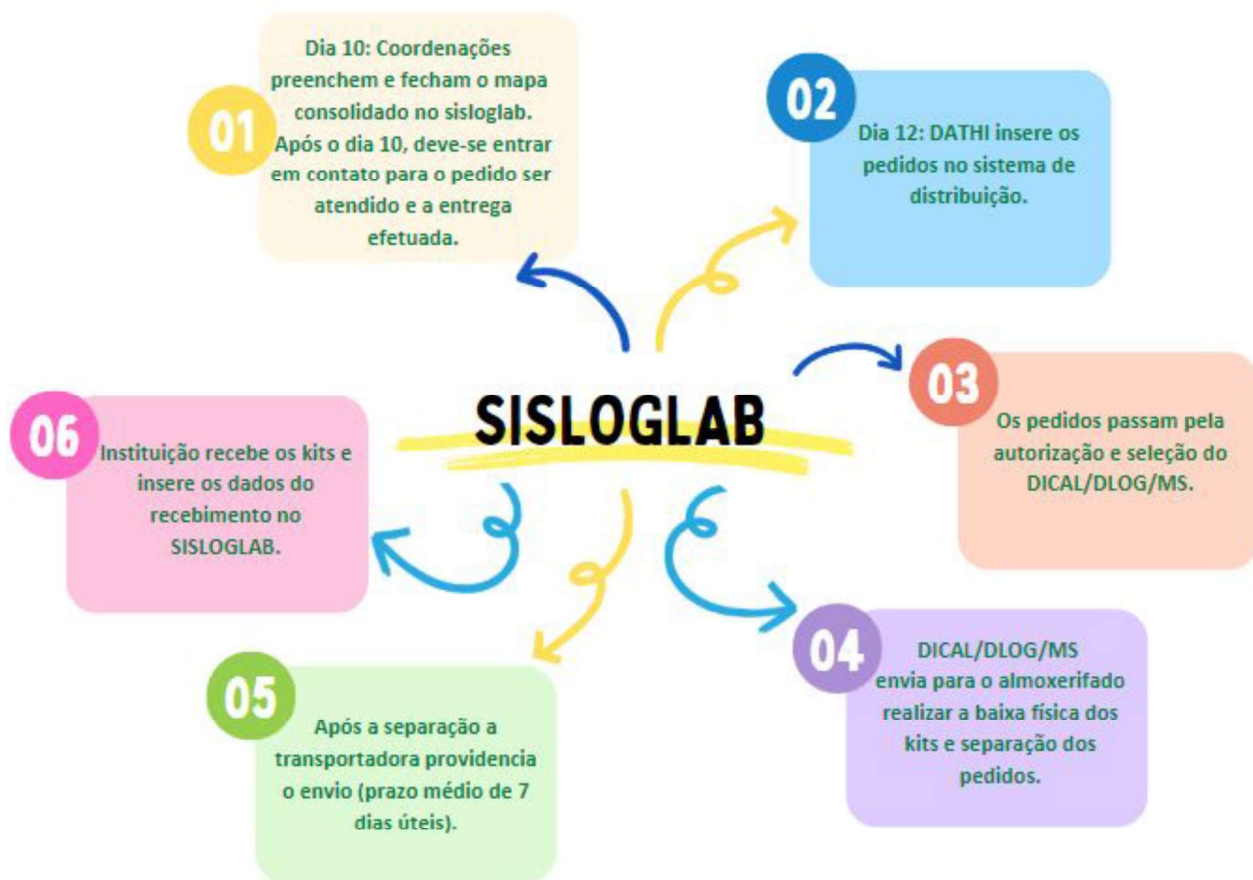 01
Dia 10: Coordenações
preenchem e fecham o mapa
consolidado no sisloglab.
Após o dia 10, deve-se entrar
em contato para o pedido ser
atendido e a entrega
efetuada.
02
Dia 12: DATHI insere os
pedidos no sistema de
distribuição.
03
Os pedidos passam pela
autorização e seleção do
DICAL/DLOG/MS.
SISLOGLAB
04
DICAL/DLOG/MS
envia para o almoxerifado
realizar a baixa física dos
kits e separação dos
pedidos.
05
Após a separação a
transportadora providencia
o envio (prazo médio de 7
dias úteis).
06
Instituição recebe os kits e
insere os dados do
recebimento no
SISLOGLAB.